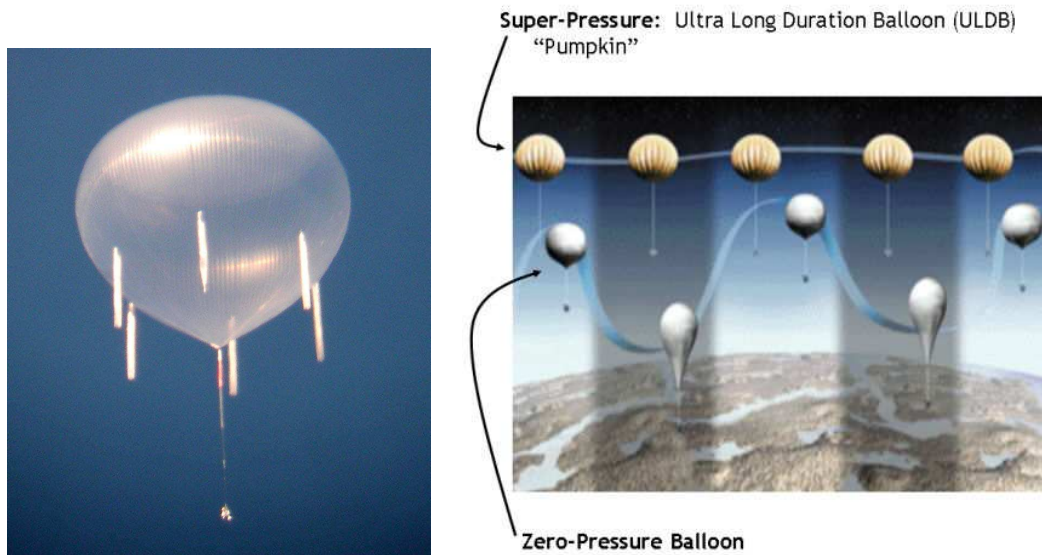 Super-Pressure: Ultra Long Duration Balloon (ULDB)
“Pumpkin”
Zero-Pressure Balloon